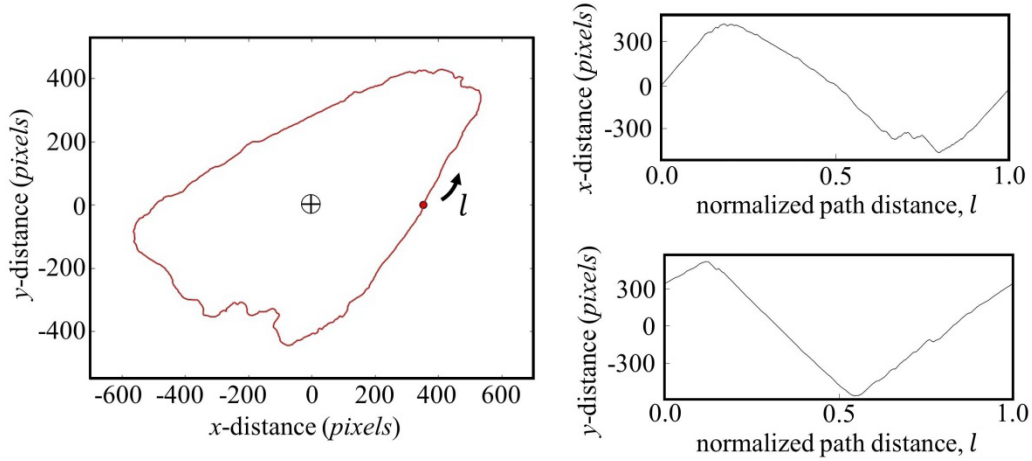 400
200
0
-200
-400
y-distance (pixels)
l
-600 -400 -200 0 200 400 600
x-distance (pixels)
300
0
-300
x-distance (pixels)
0.0 0.5 1.0
normalized path distance, l
300
0
-300
y-distance (pixels)
0.0 0.5 1.0
normalized path distance, l